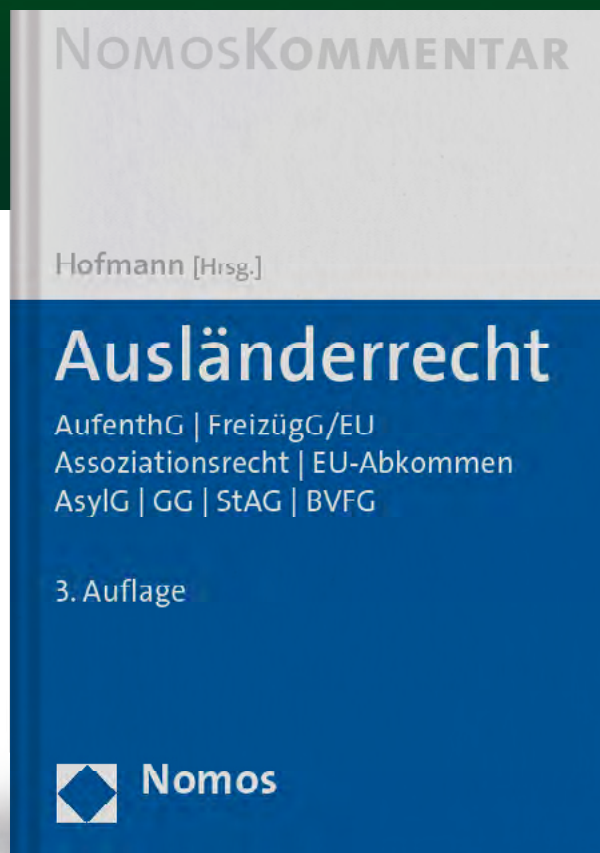 NOMOSKOMMENTAR
Hofmann [Hrsg.]
Ausländerrecht
AufenthG | FreizügG/EU
Assoziationsrecht | EU-Abkommen
AsylG | GG | StAG | BVFG
3. Auflage
Nomos